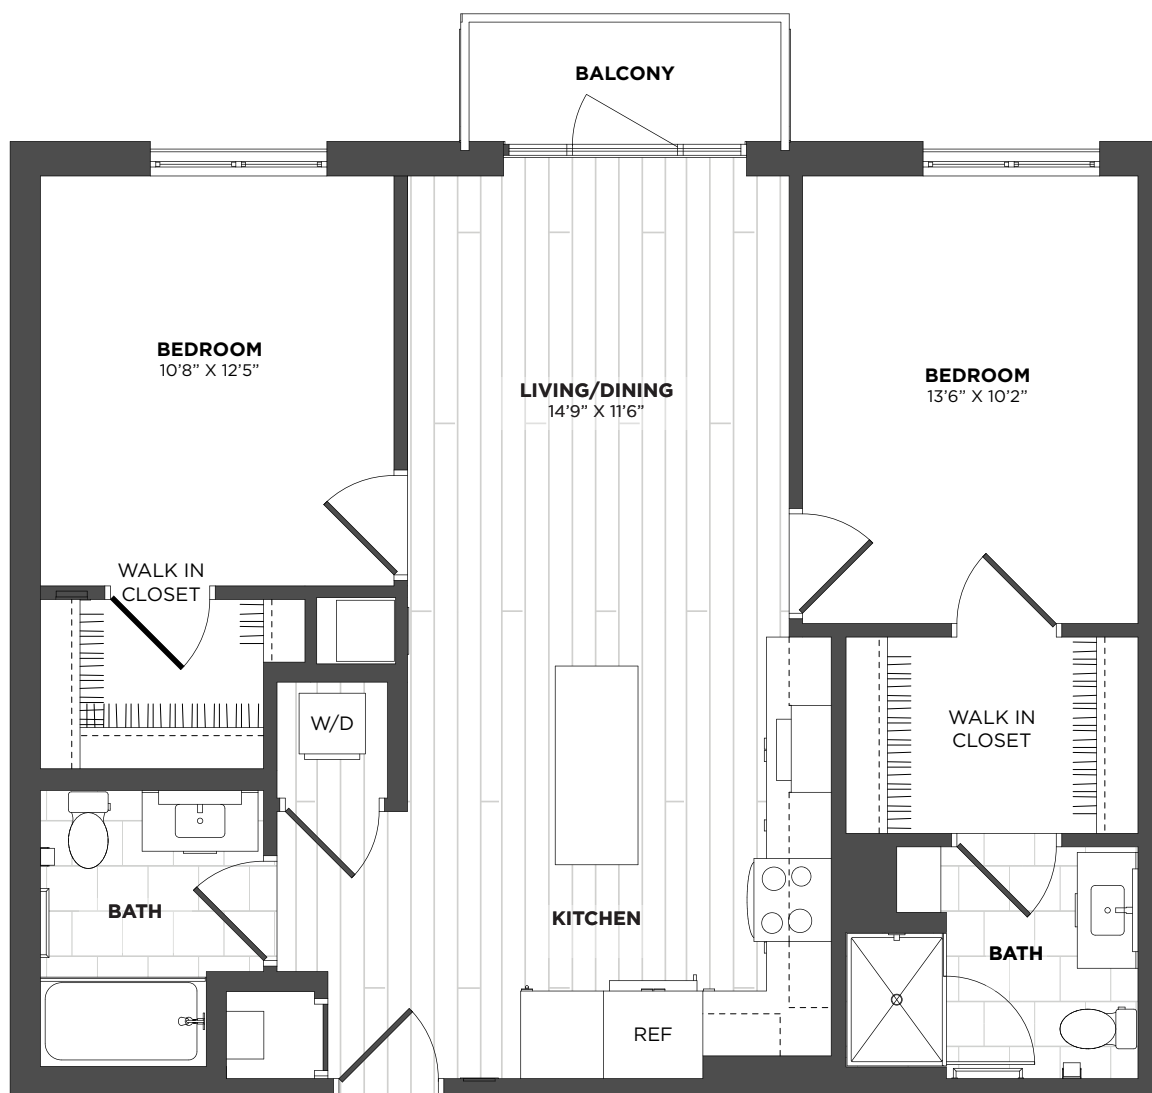 BALCONY
BEDROOM
10’8” X 12’5”
LIVING/DINING
14’9” X 11’6”
BEDROOM
13’6” X 10’2”
WALK IN
CLOSET
W/D
WALK IN
CLOSET
BATH
KITCHEN
BATH
REF